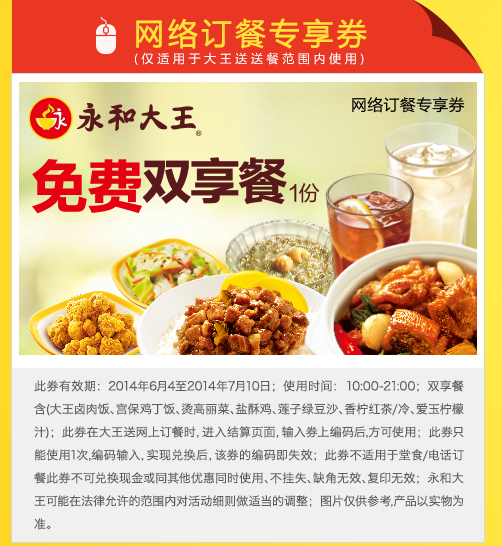 网络订餐专享券
(仅适用于大王送送餐范围内使用)
网络订餐专享券
永和大王®
免费双享餐1份
此券有效期：2014年6月4至2014年7月10日；使用时间：10:00-21:00；双享餐
含(大王卤肉饭、宫保鸡丁饭、烫高丽菜、盐酥鸡、莲子绿豆沙、香柠红茶/冷、爱玉柠檬
汁)；此券在大王送网上订餐时,进入结算页面,输入券上编码后,方可使用；此券只
能使用1次,编码输入,实现兑换后,该券的编码即失效；此券不适用于堂食/电话订
餐此券不可兑换现金或同其他优惠同时使用、不挂失、缺角无效、复印无效；永和大
王可能在法律允许的范围内对活动细则做适当的调整；图片仅供参考,产品以实物为
准。